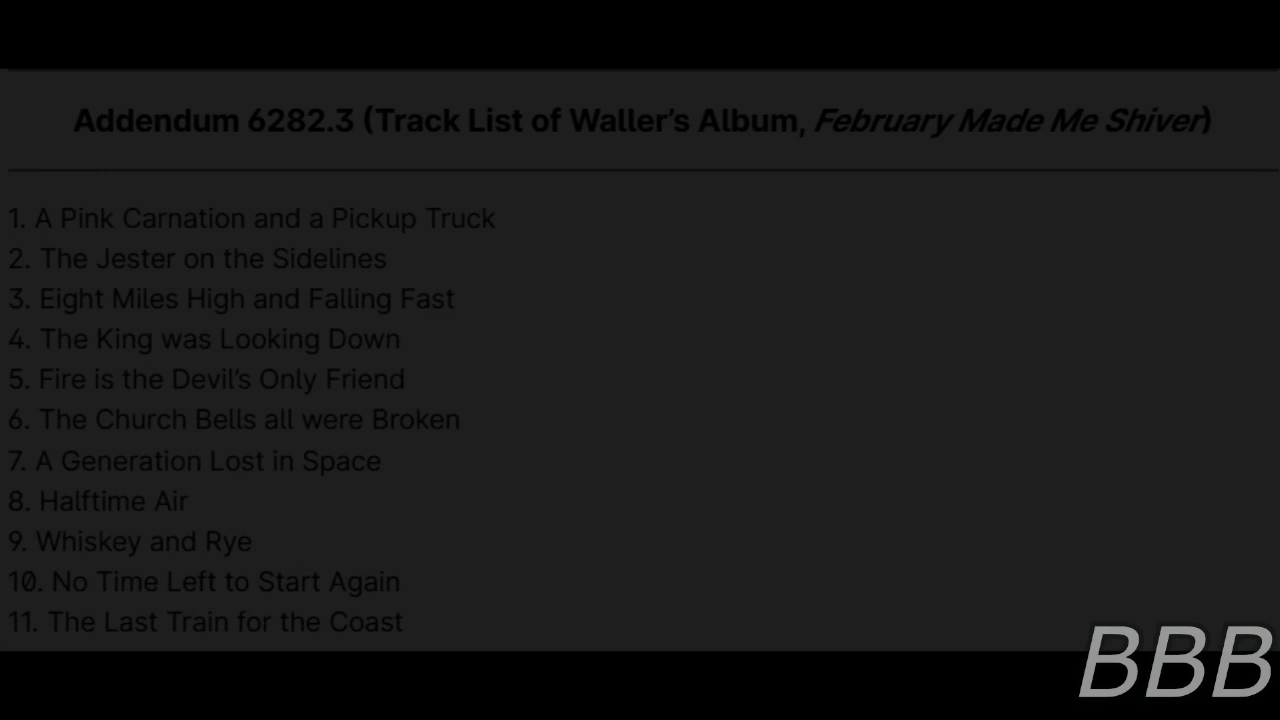 Addendum 6282.3 (Track List of Waller’s Album, February Made Me Shiver)
1. A Pink Carnation and a Pickup Truck
2. The Jester on the Sidelines
3. Eight Miles High and Falling Fast
4. The King was Looking Down
5. Fire is the Devil’s Only Friend
6. The Church Bells all were Broken
7. A Generation Lost in Space
8. Halftime Air
9. Whiskey and Rye
10. No Time Left to Start Again
11. The Last Train for the Coast
BBB